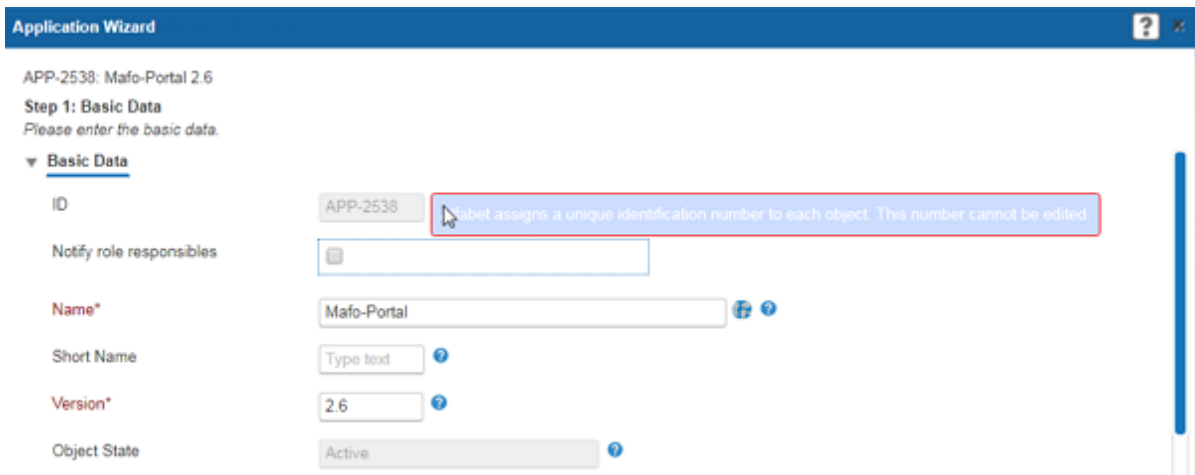 Application Wizard
?
APP-2538: Mafo-Portal 2.6
Step 1: Basic Data
Please enter the basic data.
Basic Data
ID APP-2538 assigns a unique identification number to each object. This number cannot be edited.
Notify role responsibles
Name* Mafo-Portal ?
Short Name Type text ?
Version* 2.6 ?
Object State Active ?